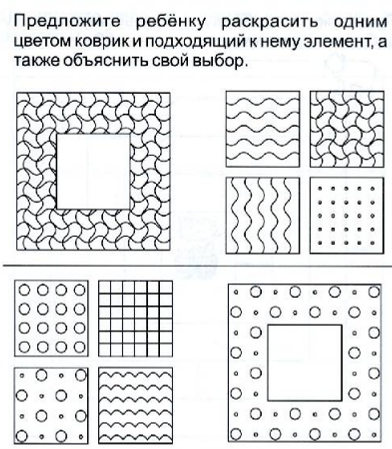 Предложите ребёнку раскрасить одним
цветом коврик и подходящий к нему элемент, а
также объяснить свой выбор.